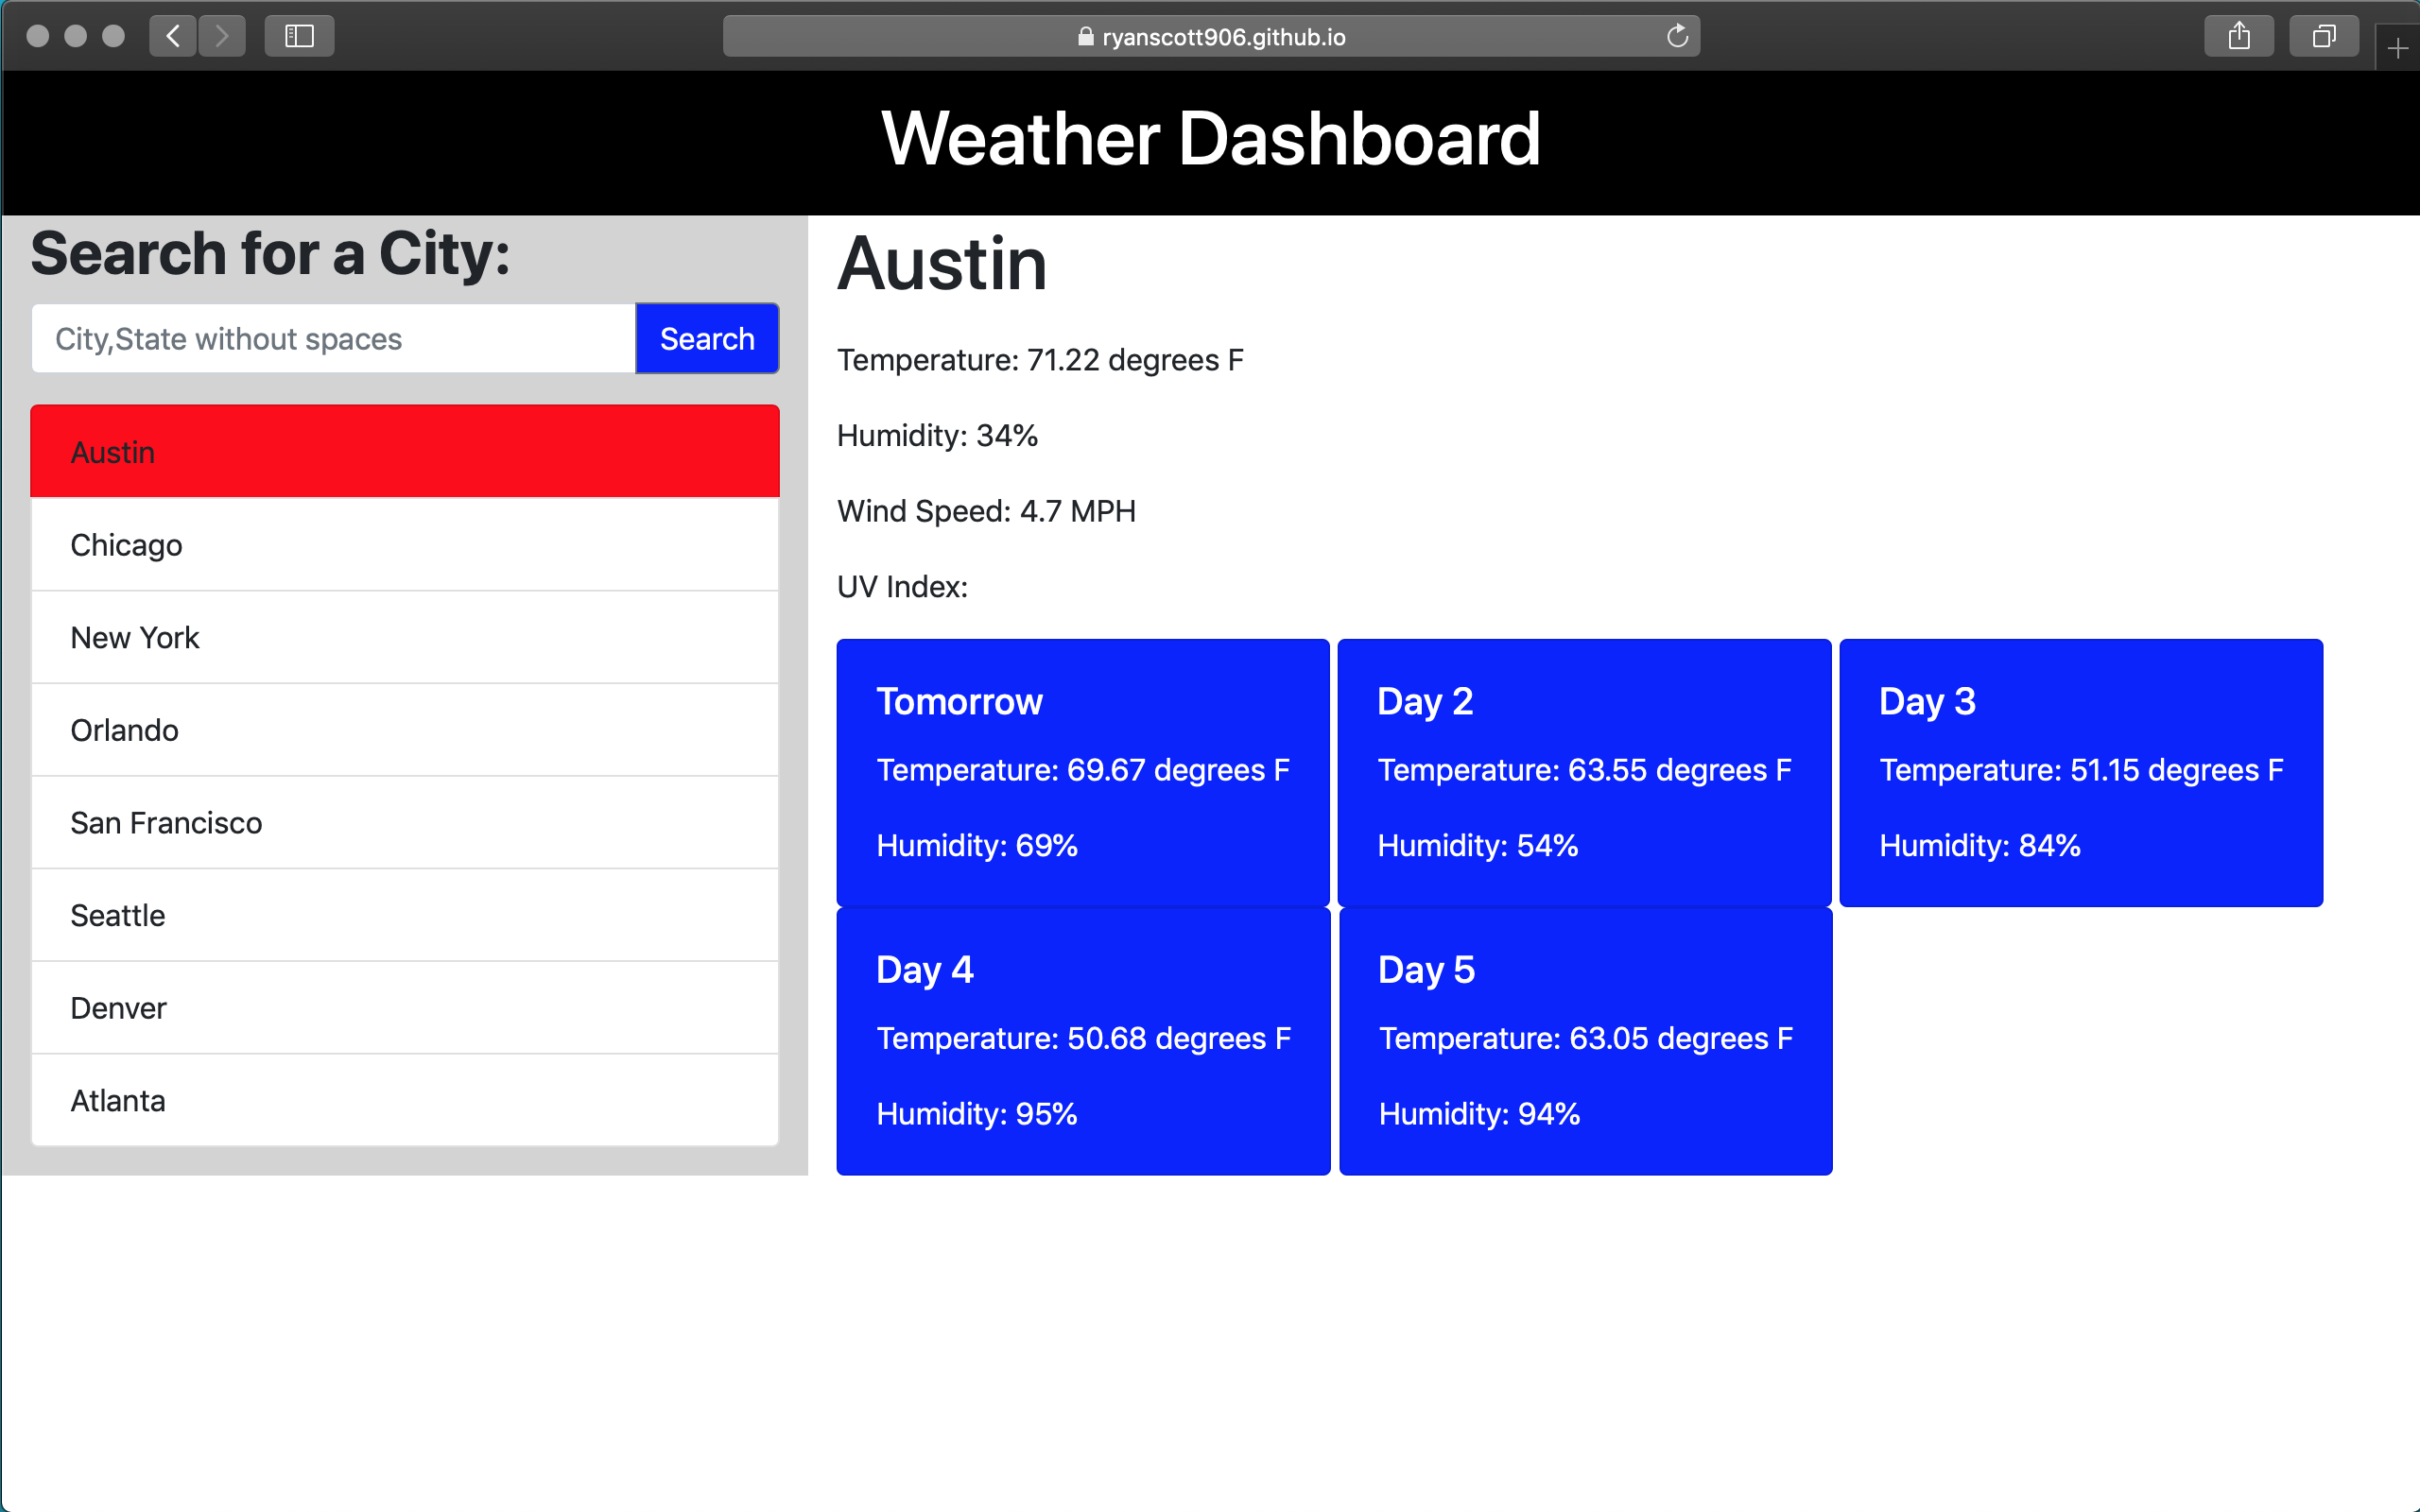 ryanscott906.github.io
Weather Dashboard
Search for a City:
City,State without spaces
Search
Austin
Chicago
New York
Orlando
San Francisco
Seattle
Denver
Atlanta
Austin
Temperature: 71.22 degrees F
Humidity: 34%
Wind Speed: 4.7 MPH
UV Index:
Tomorrow
Temperature: 69.67 degrees F
Humidity: 69%
Day 2
Temperature: 63.55 degrees F
Humidity: 54%
Day 3
Temperature: 51.15 degrees F
Humidity: 84%
Day 4
Temperature: 50.68 degrees F
Humidity: 95%
Day 5
Temperature: 63.05 degrees F
Humidity: 94%